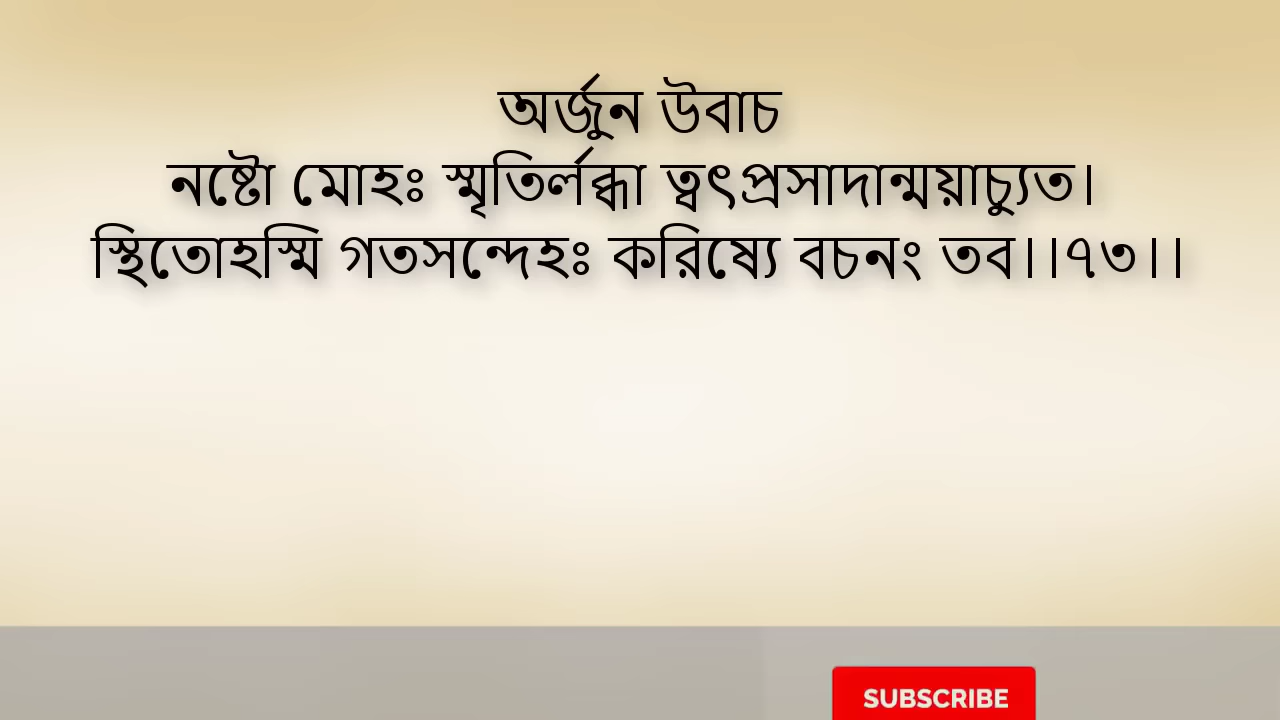 অর্জুন উবাচ
নষ্টো মোহঃ স্মৃতির্লব্ধা ত্বৎপ্রসাদান্ময়াচ্যুত।
স্থিতোহস্মি গতসন্দেহঃ করিষ্যে বচনং তব।।৭৩।।
SUBSCRIBE